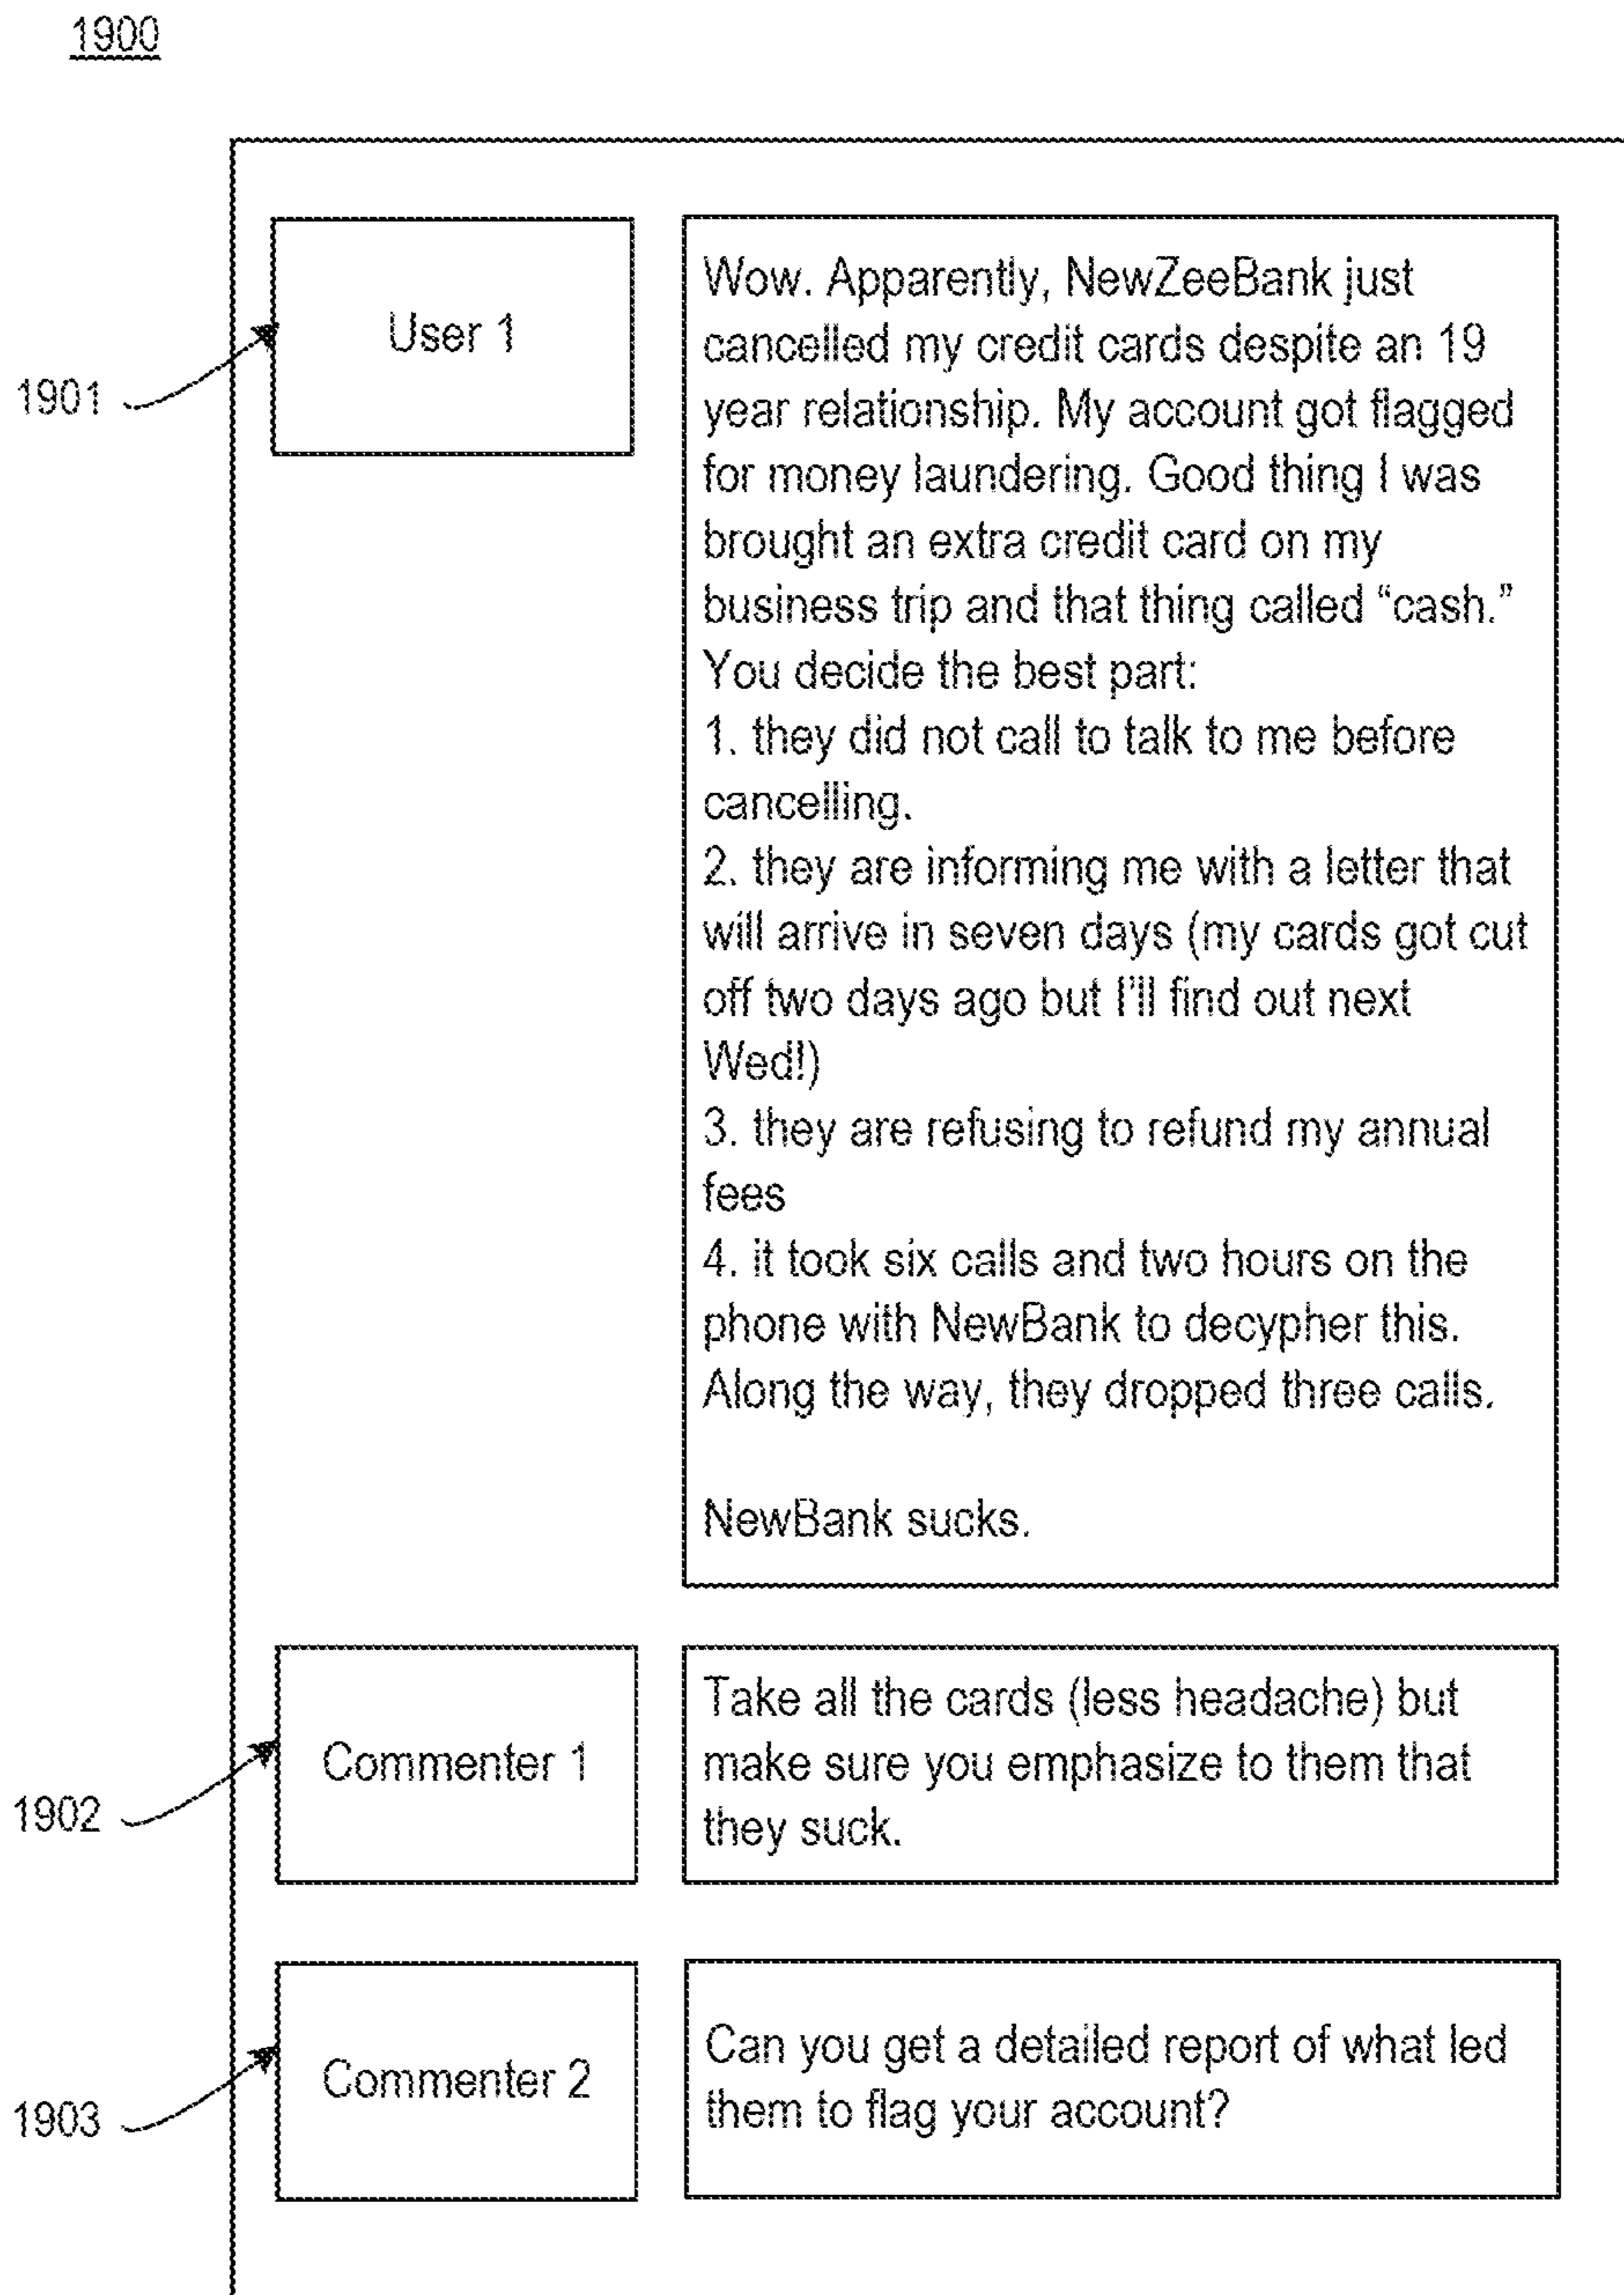 1900
1901
User 1
Wow. Apparently, NewZeeBank just
cancelled my credit cards despite an 19
year relationship. My account got flagged
for money laundering. Good thing I was
brought an extra credit card on my
business trip and that thing called “cash.”
You decide the best part:
1. they did not call to talk to me before
cancelling.
2. they are informing me with a letter that
will arrive in seven days (my cards got cut
off two days ago but I’ll find out next
Wed!)
3. they are refusing to refund my annual
fees
4. it took six calls and two hours on the
phone with NewBank to decypher this.
Along the way, they dropped three calls.
NewBank sucks.
1902
Commenter 1
Take all the cards (less headache) but
make sure you emphasize to them that
they suck.
1903
Commenter 2
Can you get a detailed report of what led
them to flag your account?